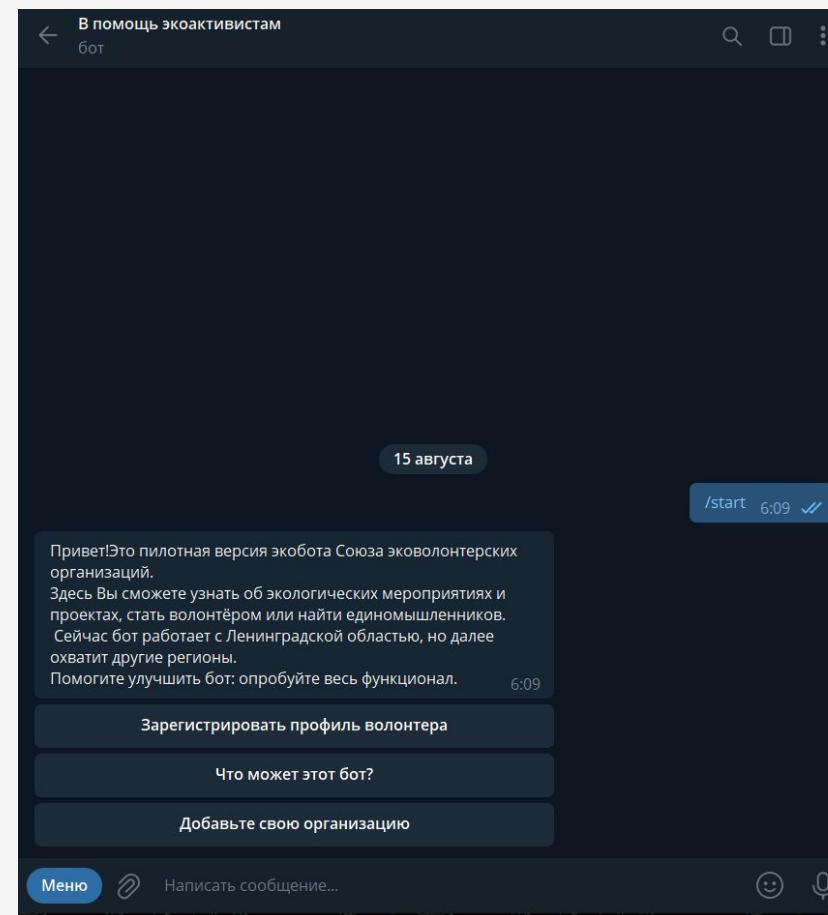 В помощь экоактивистам
бот
15 августа
/start 6:09
Привет!Это пилотная версия экобота Союза эковолонтерских
организаций.
Здесь Вы сможете узнать об экологических мероприятиях и
проектах, стать волонтёром или найти единомышленников.
Сейчас бот работает с Ленинградской областью, но далее
охватит другие регионы.
Помогите улучшить бот: опробуйте весь функционал. 6:09
Зарегистрировать профиль волонтера
Что может этот бот?
Добавьте свою организацию
Меню Написать сообщение...